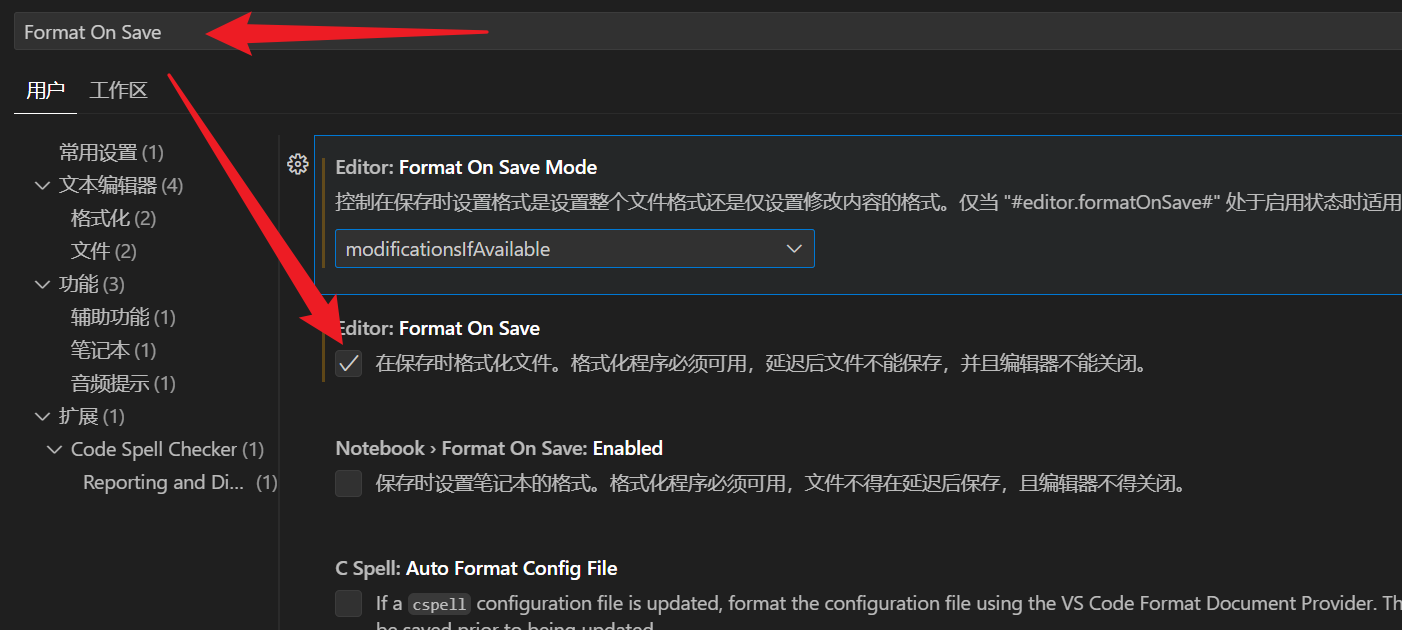 Format On Save
用户 工作区
常用设置 (1)
文本编辑器 (4)
格式化 (2)
文件 (2)
功能 (3)
辅助功能 (1)
笔记本 (1)
音频提示 (1)
扩展 (1)
Code Spell Checker (1)
Reporting and Di... (1)
Editor: Format On Save Mode
控制在保存时设置格式是设置整个文件格式还是仅设置修改内容的格式。仅当 "#editor.formatOnSave#" 处于启用状态时适用
modificationsIfAvailable
Editor: Format On Save
在保存时格式化文件。格式化程序必须可用，延迟后文件不能保存，并且编辑器不能关闭。
Notebook › Format On Save: Enabled
保存时设置笔记本的格式。格式化程序必须可用，文件不得在延迟后保存，且编辑器不得关闭。
C Spell: Auto Format Config File
If a cspell configuration file is updated, format the configuration file using the VS Code Format Document Provider. Th
be saved prior to being updated.